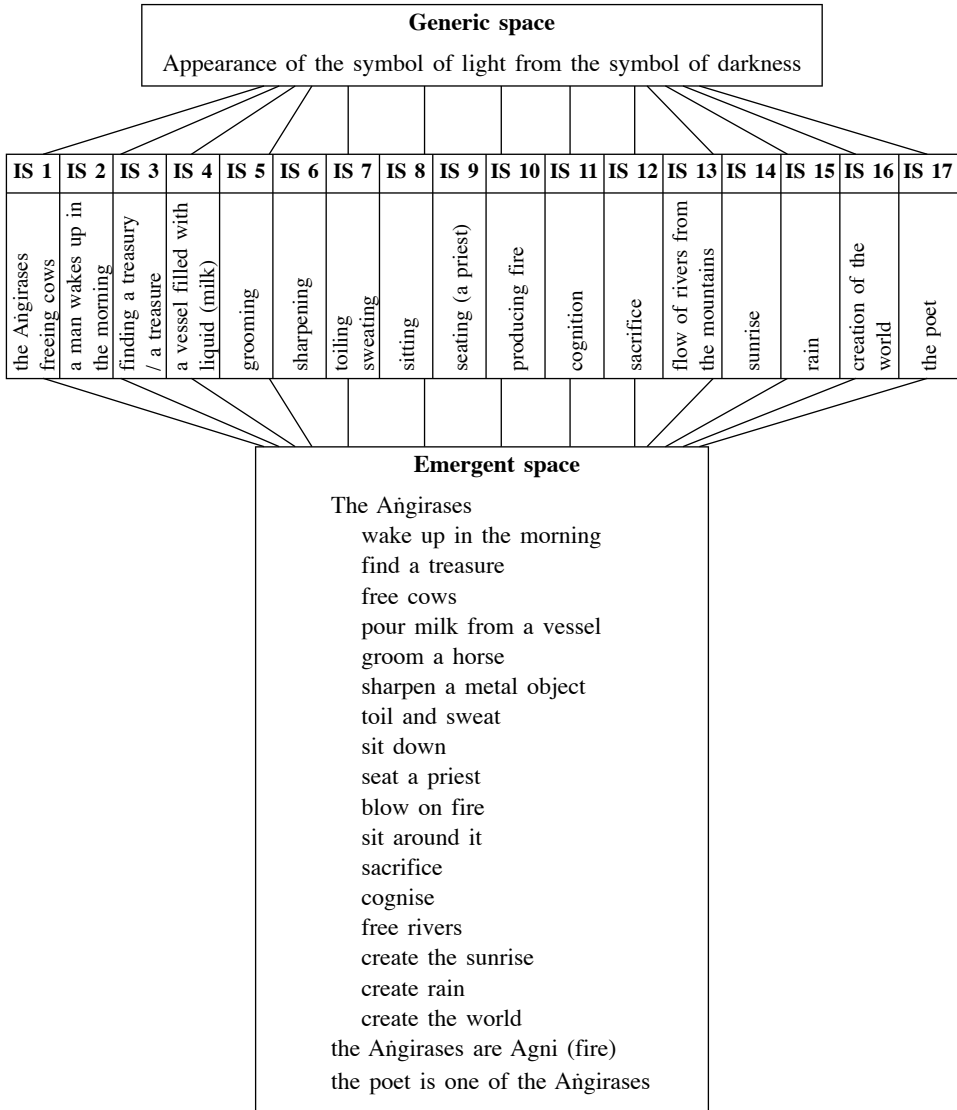 Generic space
Appearance of the symbol of light from the symbol of darkness
IS 1
IS 2
IS 3
IS 4
IS 5
IS 6
IS 7
IS 8
IS 9
IS 10
IS 11
IS 12
IS 13
IS 14
IS 15
IS 16
IS 17
the Aṅgirases
freeing cows
a man wakes up in
the morning
finding a treasury
/ a treasure
a vessel filled with
liquid (milk)
grooming
sharpening
toiling
sweating
sitting
seating (a priest)
producing fire
cognition
sacrifice
flow of rivers from
the mountains
sunrise
rain
creation of the
world
the poet
Emergent space
The Aṅgirases
wake up in the morning
find a treasure
free cows
pour milk from a vessel
groom a horse
sharpen a metal object
toil and sweat
sit down
seat a priest
blow on fire
sit around it
sacrifice
cognise
free rivers
create the sunrise
create rain
create the world
the Aṅgirases are Agni (fire)
the poet is one of the Aṅgirases